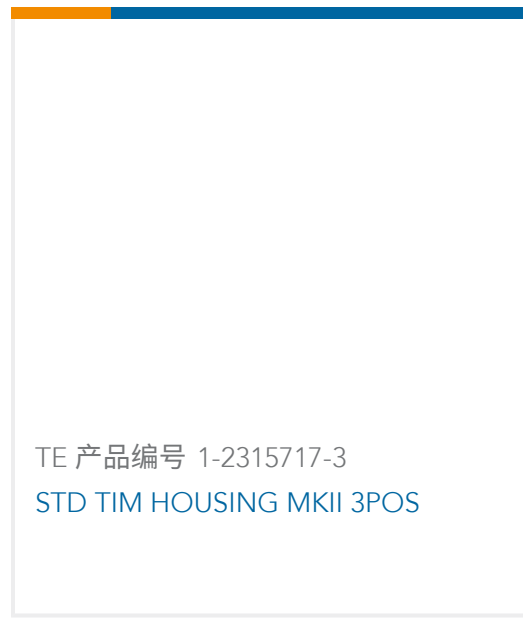 TE 产品编号 1-2315717-3
STD TIM HOUSING MKII 3POS